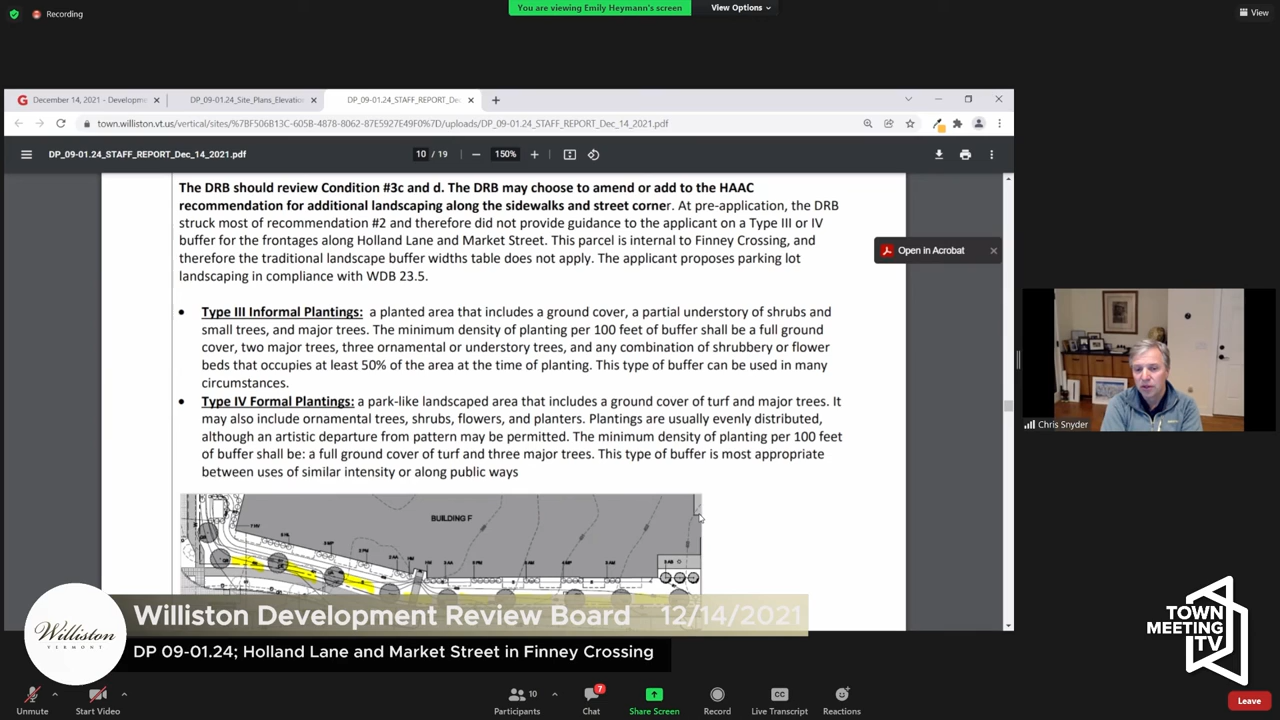 Recording
You are viewing Emily Heymann's screen
View Options
View
December 14, 2021 - Developm
DP_09-01.24_Site_Plans_Elevation
DP_09-01.24_STAFF_REPORT_De
town.williston.vt.us/vertical/sites/%7BF506B13C-605B-4878-8062-87E5927E49F0%7D/uploads/DP_09-01.24_STAFF_REPORT_Dec_14_2021.pdf
DP_09-01.24_STAFF_REPORT_Dec_14_2021.pdf
10 / 19
150%
The DRB should review Condition #3c and d. The DRB may choose to amend or add to the HAAC
recommendation for additional landscaping along the sidewalks and street corner. At pre-application, the DRB
struck most of recommendation #2 and therefore did not provide guidance to the applicant on a Type III or IV
buffer for the frontages along Holland Lane and Market Street. This parcel is internal to Finney Crossing, and
therefore the traditional landscape buffer widths table does not apply. The applicant proposes parking lot
landscaping in compliance with WDB 23.5.
Open in Acrobat
• Type III Informal Plantings: a planted area that includes a ground cover, a partial understory of shrubs and
small trees, and major trees. The minimum density of planting per 100 feet of buffer shall be a full ground
cover, two major trees, three ornamental or understory trees, and any combination of shrubbery or flower
beds that occupies at least 50% of the area at the time of planting. This type of buffer can be used in many
circumstances.
• Type IV Formal Plantings: a park-like landscaped area that includes a ground cover of turf and major trees. It
may also include ornamental trees, shrubs, flowers, and planters. Plantings are usually evenly distributed,
although an artistic departure from pattern may be permitted. The minimum density of planting per 100 feet
of buffer shall be: a full ground cover of turf and three major trees. This type of buffer is most appropriate
between uses of similar intensity or along public ways
BUILDING F
Chris Snyder
Williston
VERMONT
Williston Development Review Board 12/14/2021
DP 09-01.24; Holland Lane and Market Street in Finney Crossing
TOWN
MEETING
TV
Unmute
Start Video
Participants
10
Chat
7
Share Screen
Record
CC
Live Transcript
Reactions
Leave